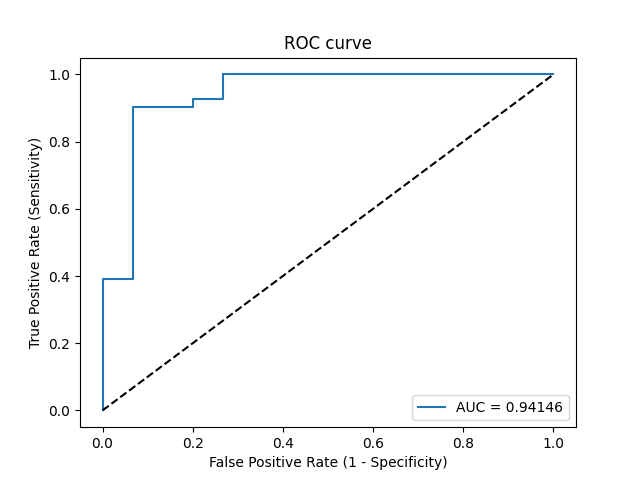 ROC curve
True Positive Rate (Sensitivity)
1.0
0.8
0.6
0.4
0.2
0.0
AUC = 0.94146
0.0 0.2 0.4 0.6 0.8 1.0
False Positive Rate (1 - Specificity)